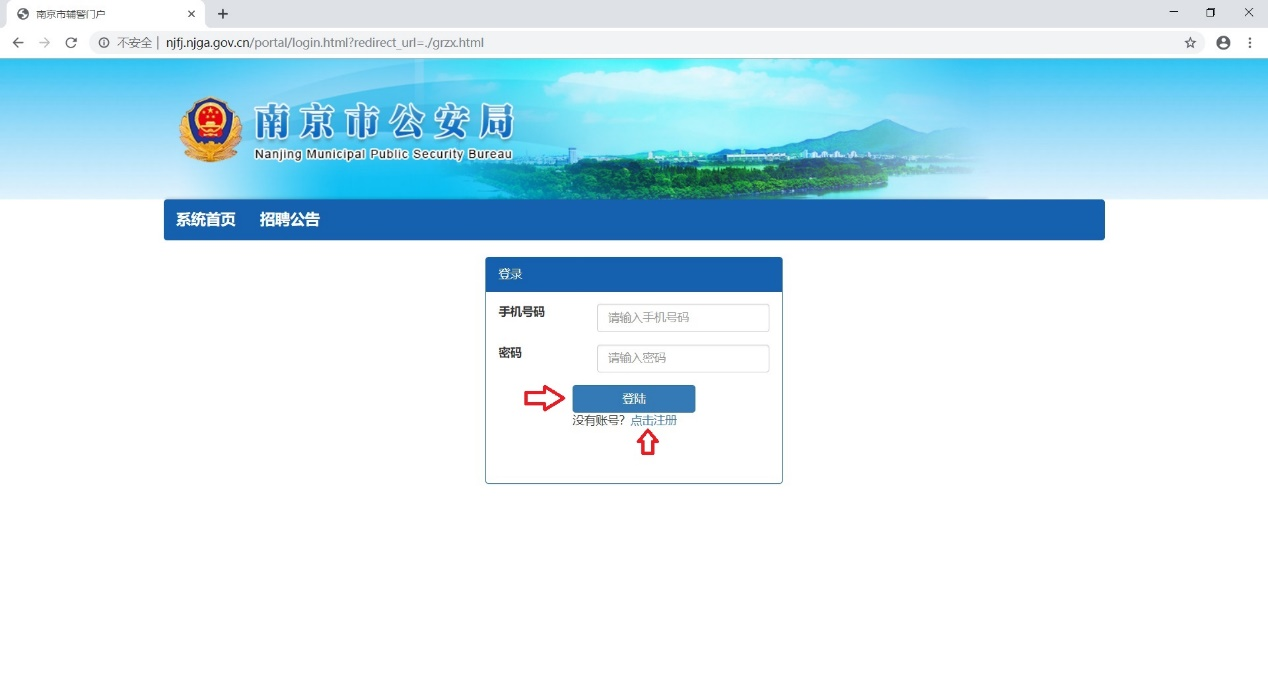 南京市辅警门户
不安全 | njfj.njga.gov.cn/portal/login.html?redirect_url=./grzx.html
南京市公安局
Nanjing Municipal Public Security Bureau
系统首页 招聘公告
登录
手机号码 请输入手机号码
密码 请输入密码
登陆
没有账号？点击注册